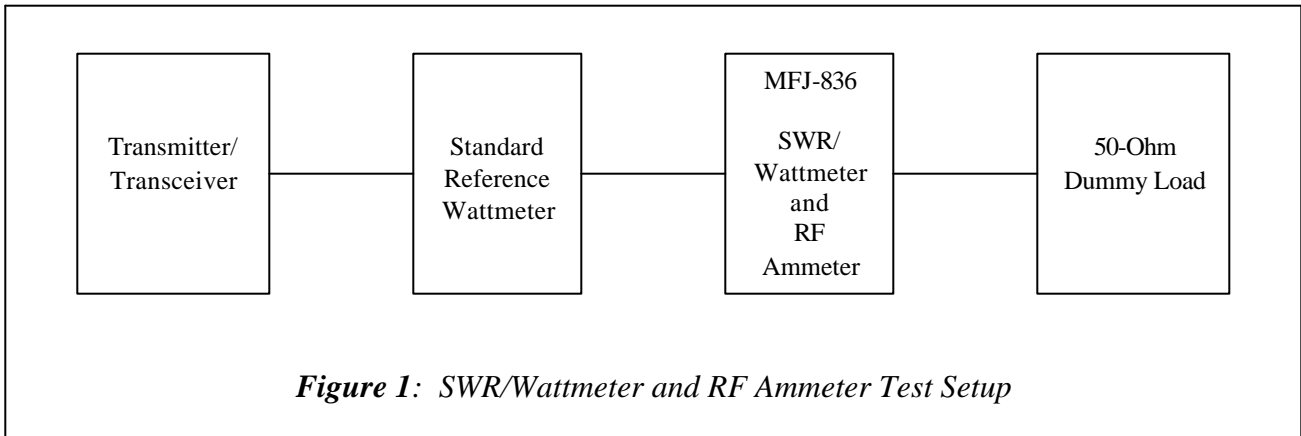 Transmitter/
Transceiver
Standard
Reference
Wattmeter
MFJ-836
SWR/
Wattmeter
and
RF
Ammeter
50-Ohm
Dummy Load
Figure 1: SWR/Wattmeter and RF Ammeter Test Setup